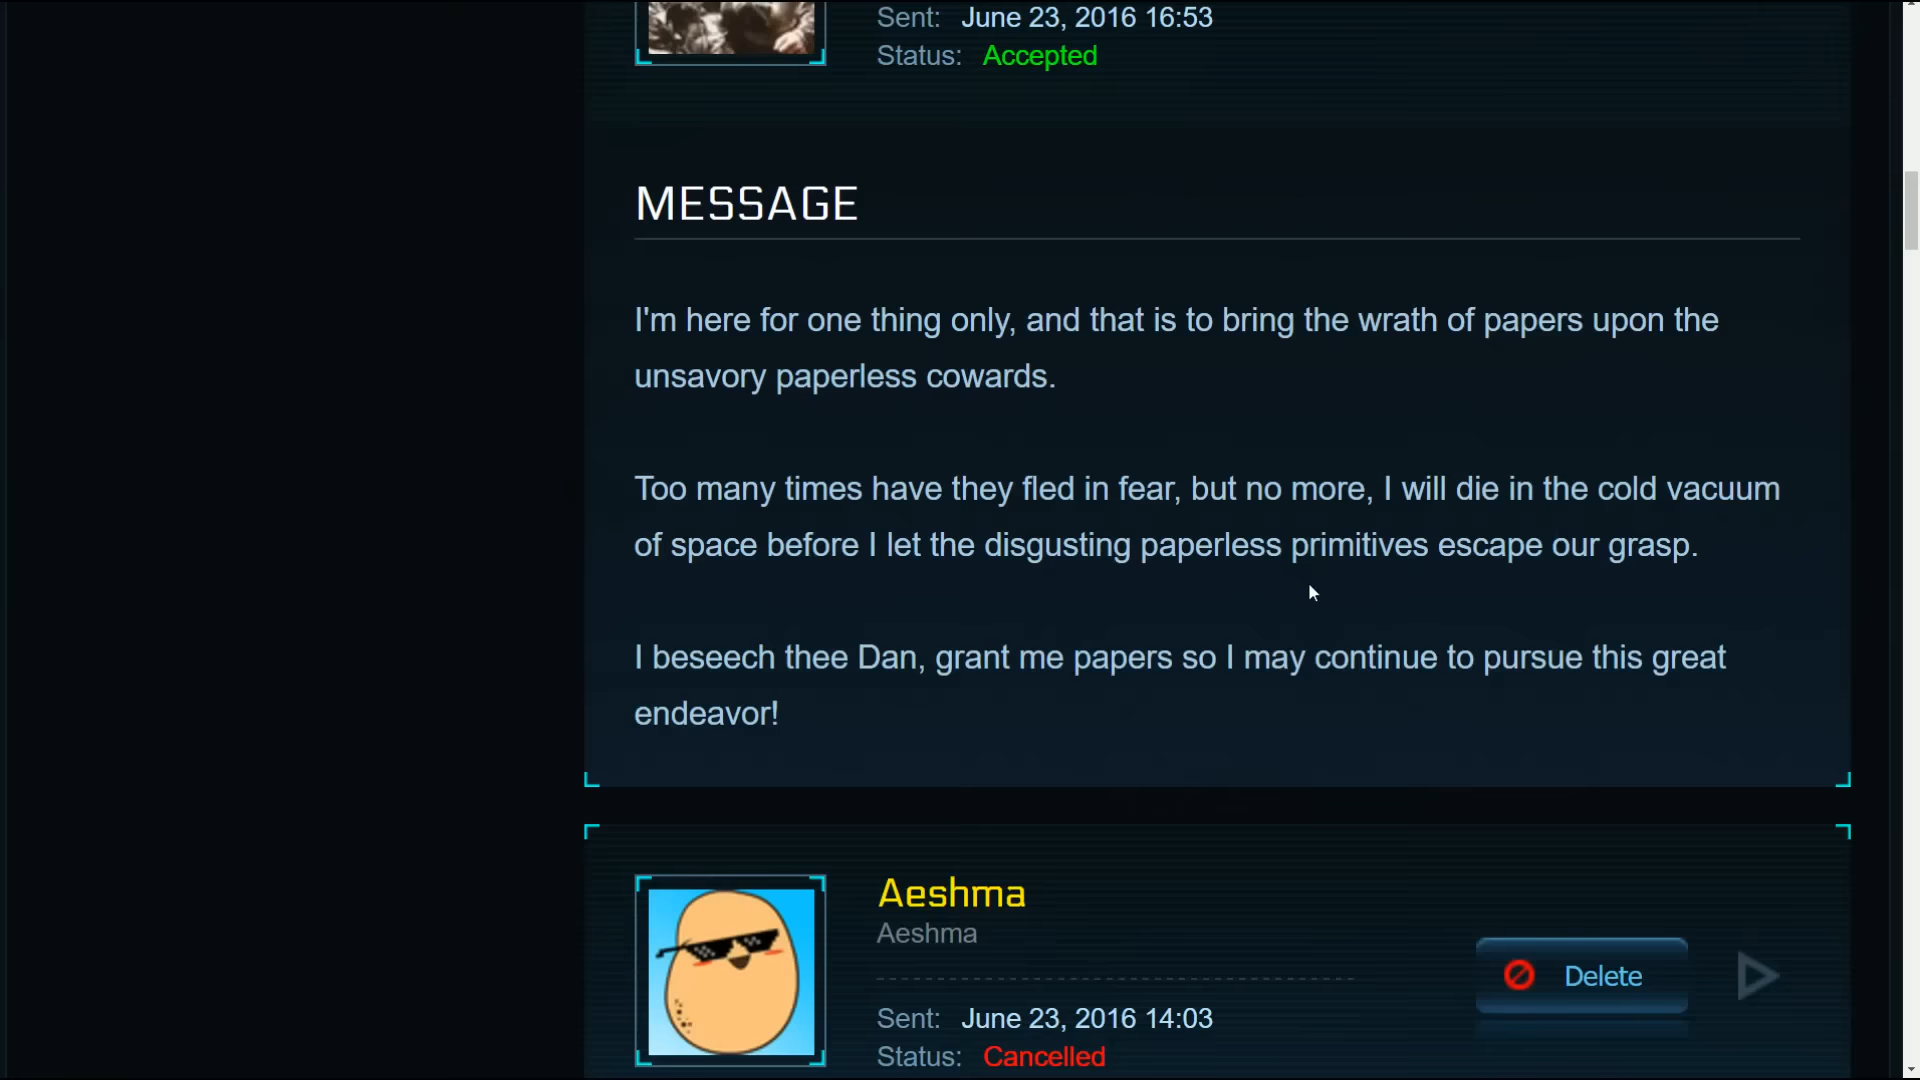 Sent: June 23, 2016 16:53
Status: Accepted
MESSAGE
I'm here for one thing only, and that is to bring the wrath of papers upon the
unsavory paperless cowards.
Too many times have they fled in fear, but no more, I will die in the cold vacuum
of space before I let the disgusting paperless primitives escape our grasp.
I beseech thee Dan, grant me papers so I may continue to pursue this great
endeavor!
Aeshma
Aeshma
Delete
Sent: June 23, 2016 14:03
Status: Cancelled